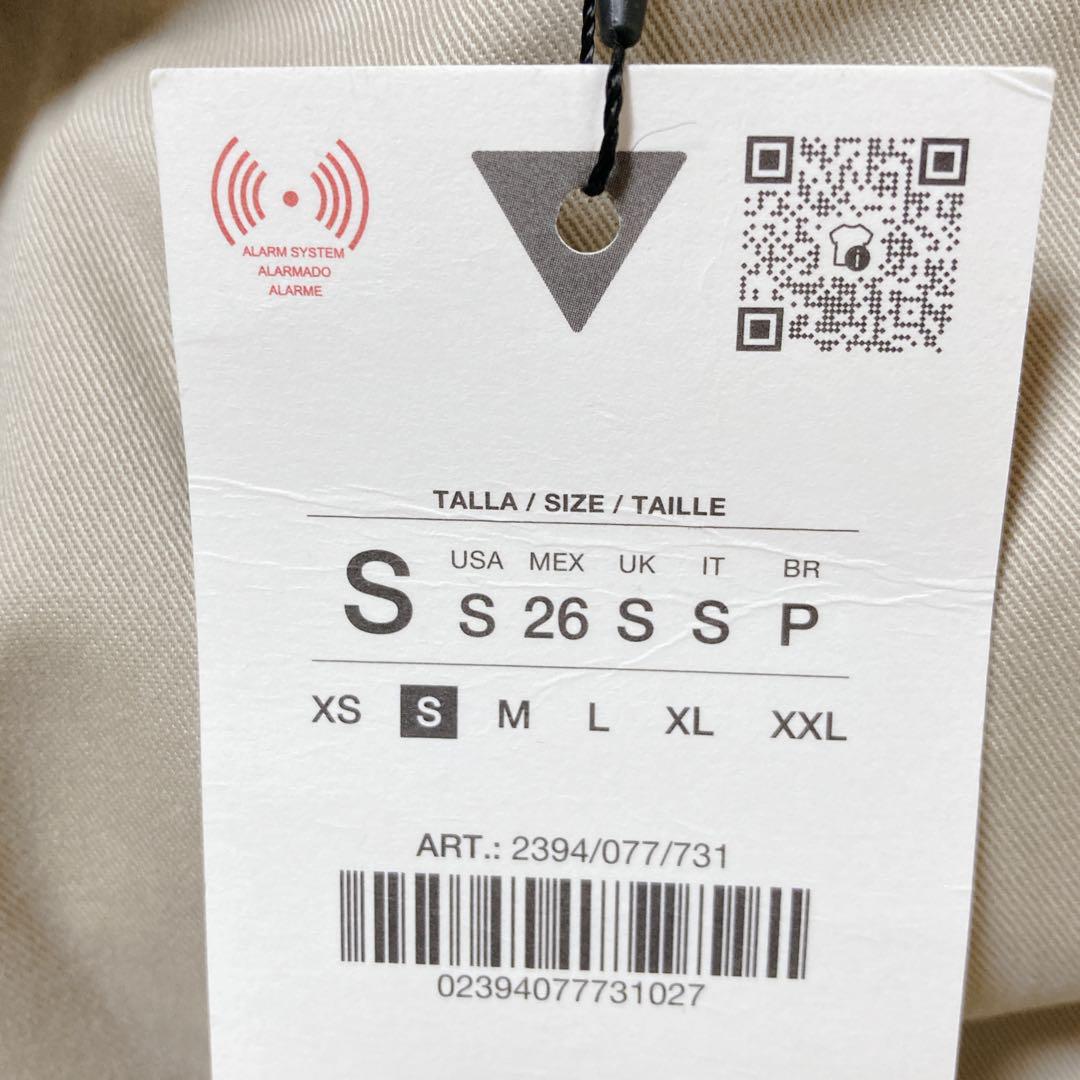 ALARM SYSTEM
ALARMADO
ALARME
i
TALLA / SIZE / TAILLE
S
USA MEX UK IT BR
S 26 S S P
XS S M L XL XXL
ART.: 2394/077/731
02394077731027